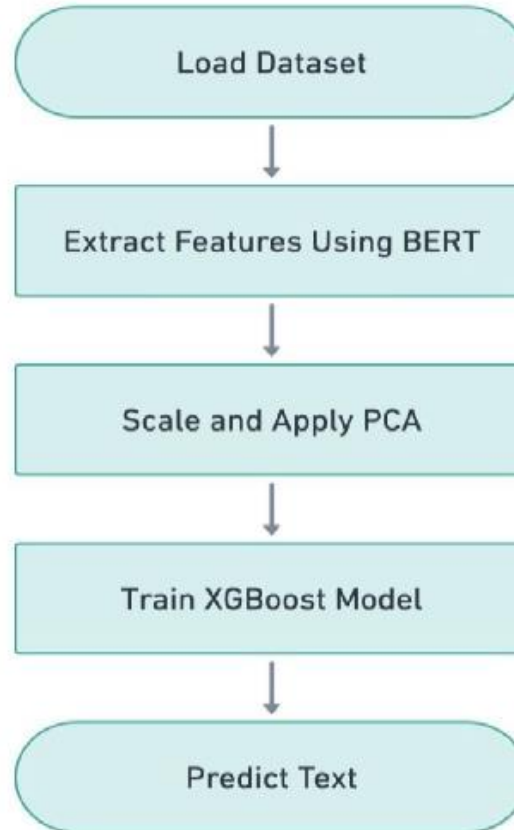 Load Dataset
Extract Features Using BERT
Scale and Apply PCA
Train XGBoost Model
Predict Text